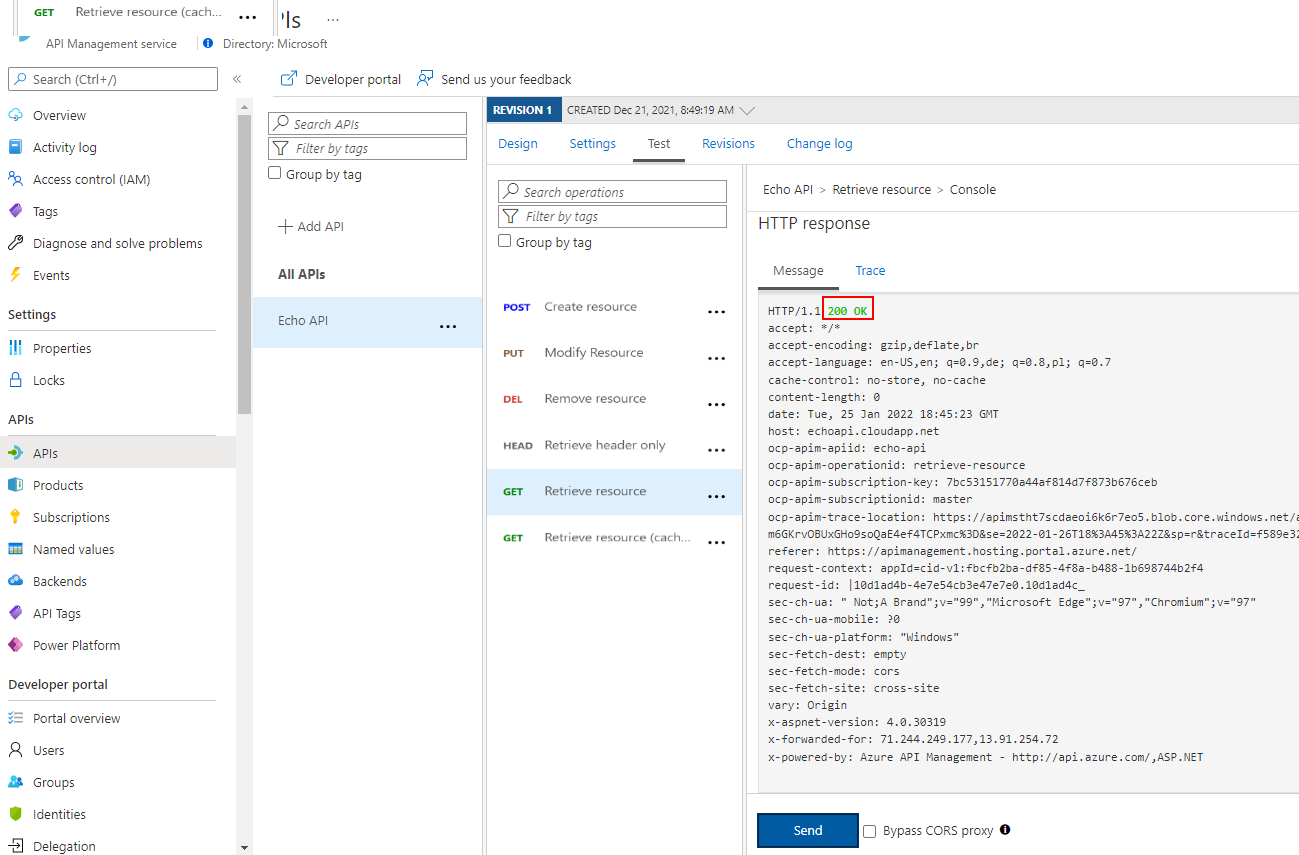 GET Retrieve resource (cach... ...
PIs ...
API Management service Directory: Microsoft
Search (Ctrl+/) «
Developer portal Send us your feedback
Overview
Activity log
Access control (IAM)
Tags
Diagnose and solve problems
Events
Settings
Properties
Locks
APIs
APIs
Products
Subscriptions
Named values
Backends
API Tags
Power Platform
Developer portal
Portal overview
Users
Groups
Identities
Delegation
Search APIs
Filter by tags
Group by tag
+ Add API
All APIs
Echo API ...
REVISION 1 CREATED Dec 21, 2021, 8:49:19 AM
Design Settings Test Revisions Change log
Search operations
Filter by tags
Group by tag
POST Create resource ...
PUT Modify Resource ...
DEL Remove resource ...
HEAD Retrieve header only ...
GET Retrieve resource ...
GET Retrieve resource (cach... ...
Echo API > Retrieve resource > Console
HTTP response
Message Trace
HTTP/1.1 200 OK
accept: */*
accept-encoding: gzip,deflate,br
accept-language: en-US,en; q=0.9,de; q=0.8,pl; q=0.7
cache-control: no-store, no-cache
content-length: 0
date: Tue, 25 Jan 2022 18:45:23 GMT
host: echoapi.cloudapp.net
ocp-apim-apiid: echo-api
ocp-apim-operationid: retrieve-resource
ocp-apim-subscription-key: 7bc53151770a44af814d7f873b676ceb
ocp-apim-subscriptionid: master
ocp-apim-trace-location: https://apimstht7scdaeoi6k6r7eo5.blob.core.windows.net/a
m6GKrvOBUxGHo9soQaE4ef4TCPxmc%3D&se=2022-01-26T18%3A45%3A22Z&sp=r&traceId=f589e32
referer: https://apimanagement.hosting.portal.azure.net/
request-context: appId=cid-v1:fbcfb2ba-df85-4f8a-b488-1b698744b2f4
request-id: |10d1ad4b-4e7e54cb3e47e7e0.10d1ad4c_
sec-ch-ua: " Not;A Brand";v="99","Microsoft Edge";v="97","Chromium";v="97"
sec-ch-ua-mobile: ?0
sec-ch-ua-platform: "Windows"
sec-fetch-dest: empty
sec-fetch-mode: cors
sec-fetch-site: cross-site
vary: Origin
x-aspnet-version: 4.0.30319
x-forwarded-for: 71.244.249.177,13.91.254.72
x-powered-by: Azure API Management - http://api.azure.com/,ASP.NET
Send Bypass CORS proxy